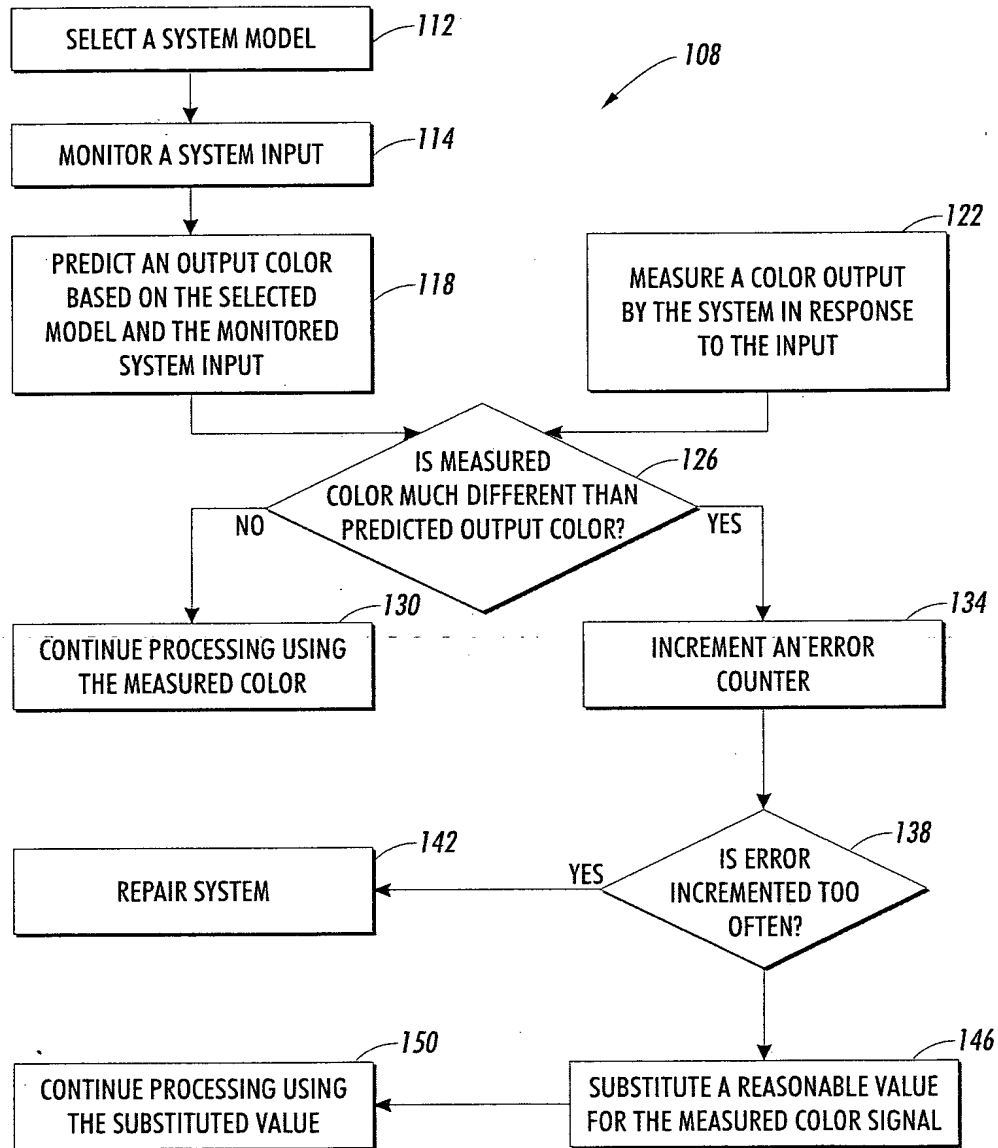 SELECT A SYSTEM MODEL
112
108
MONITOR A SYSTEM INPUT
114
PREDICT AN OUTPUT COLOR
BASED ON THE SELECTED
MODEL AND THE MONITORED
SYSTEM INPUT
118
122
MEASURE A COLOR OUTPUT
BY THE SYSTEM IN RESPONSE
TO THE INPUT
IS MEASURED
COLOR MUCH DIFFERENT THAN
PREDICTED OUTPUT COLOR?
126
NO
YES
130
CONTINUE PROCESSING USING
THE MEASURED COLOR
134
INCREMENT AN ERROR
COUNTER
138
IS ERROR
INCREMENTED TOO
OFTEN?
YES
142
REPAIR SYSTEM
146
SUBSTITUTE A REASONABLE VALUE
FOR THE MEASURED COLOR SIGNAL
150
CONTINUE PROCESSING USING
THE SUBSTITUTED VALUE